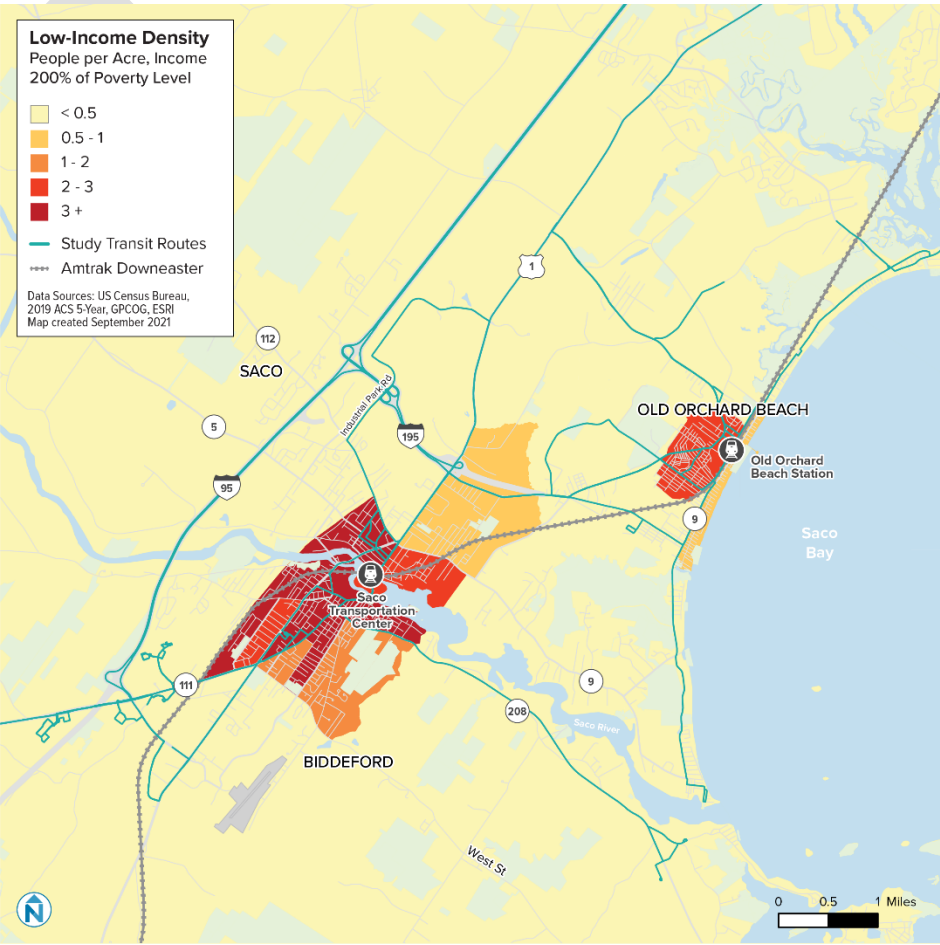 Low-Income Density
People per Acre, Income
200% of Poverty Level
< 0.5
0.5 - 1
1 - 2
2 - 3
3 +
Study Transit Routes
Amtrak Downeaster
Data Sources: US Census Bureau,
2019 ACS 5-Year, GPCOG, ESRI
Map created September 2021
1
112
SACO
5
Industrial Park Rd
195
OLD ORCHARD BEACH
Old Orchard
Beach Station
95
9
Saco
Bay
Saco
Transportation
Center
111
9
208
Saco River
BIDDEFORD
West St
N
0 0.5 1 Miles